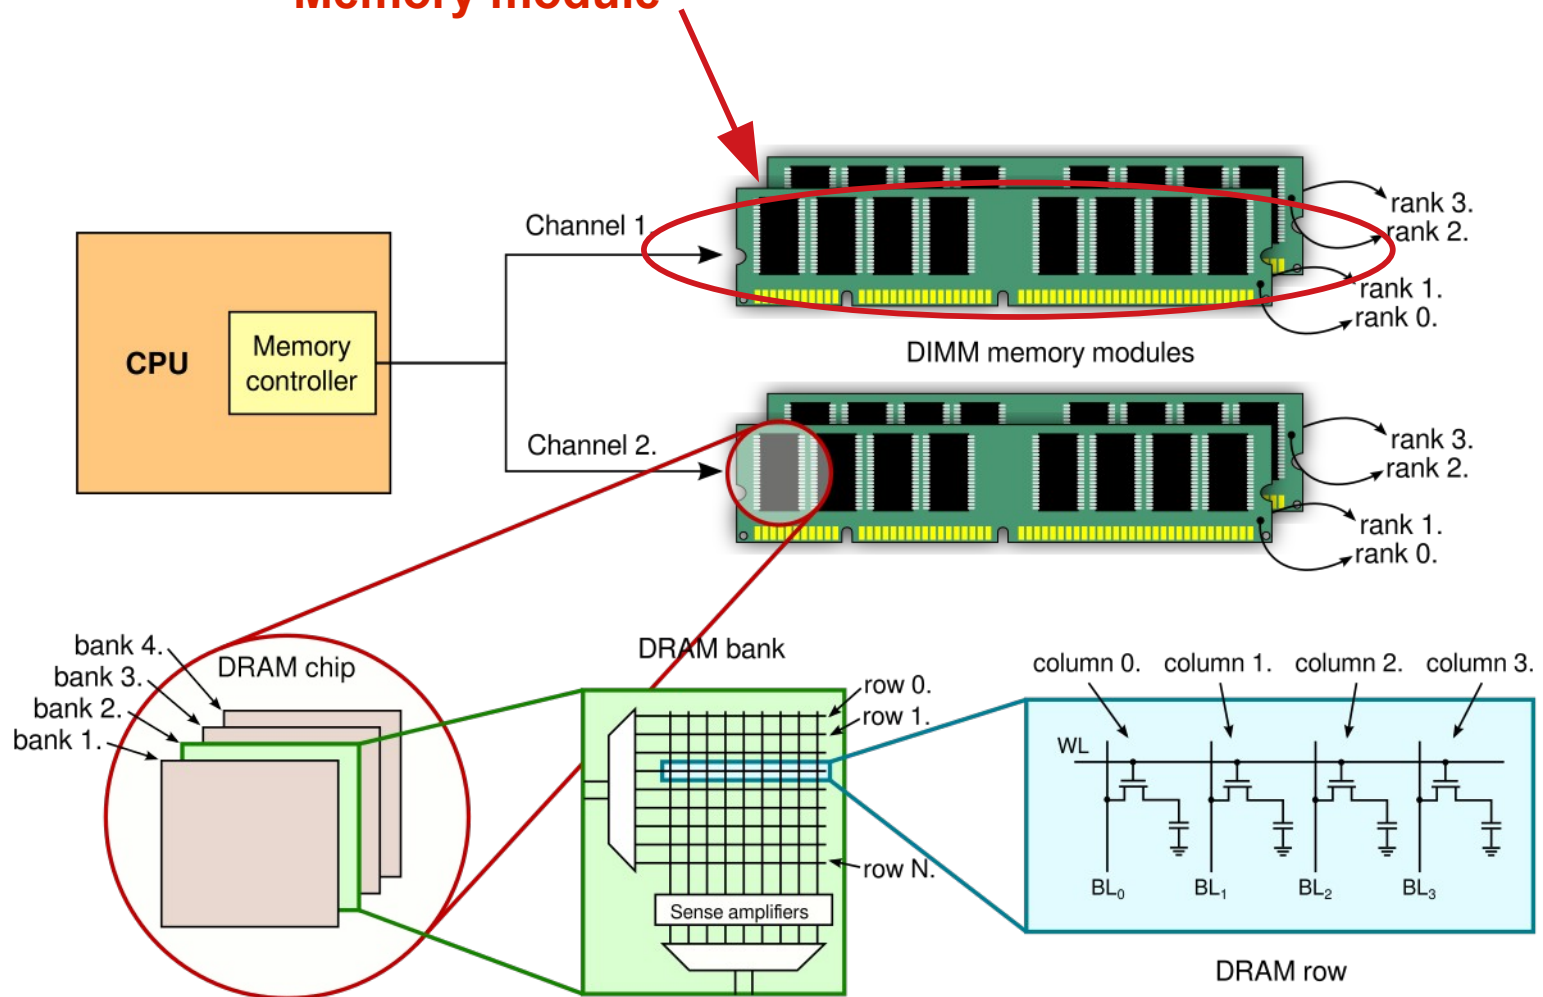 Memory module
Channel 1.
rank 3.
rank 2.
rank 1.
rank 0.
CPU
Memory
controller
DIMM memory modules
Channel 2.
rank 3.
rank 2.
rank 1.
rank 0.
bank 4.
bank 3.
bank 2.
bank 1.
DRAM chip
DRAM bank
row 0.
row 1.
row N.
Sense amplifiers
column 0. column 1. column 2. column 3.
WL
BL₀ BL₁ BL₂ BL₃
DRAM row